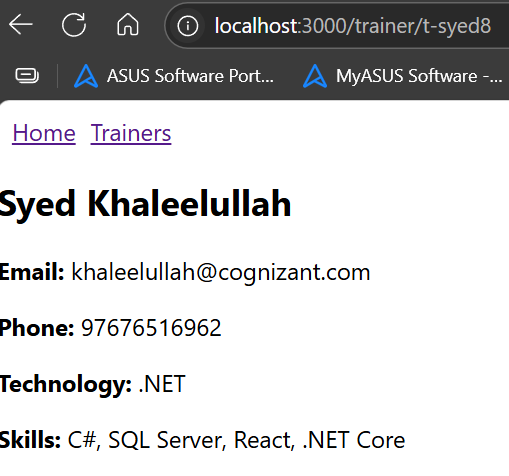 localhost:3000/trainer/t-syed8
ASUS Software Port... MyASUS Software -...
Home Trainers
Syed Khaleelullah
Email: khaleelullah@cognizant.com
Phone: 97676516962
Technology: .NET
Skills: C#, SQL Server, React, .NET Core